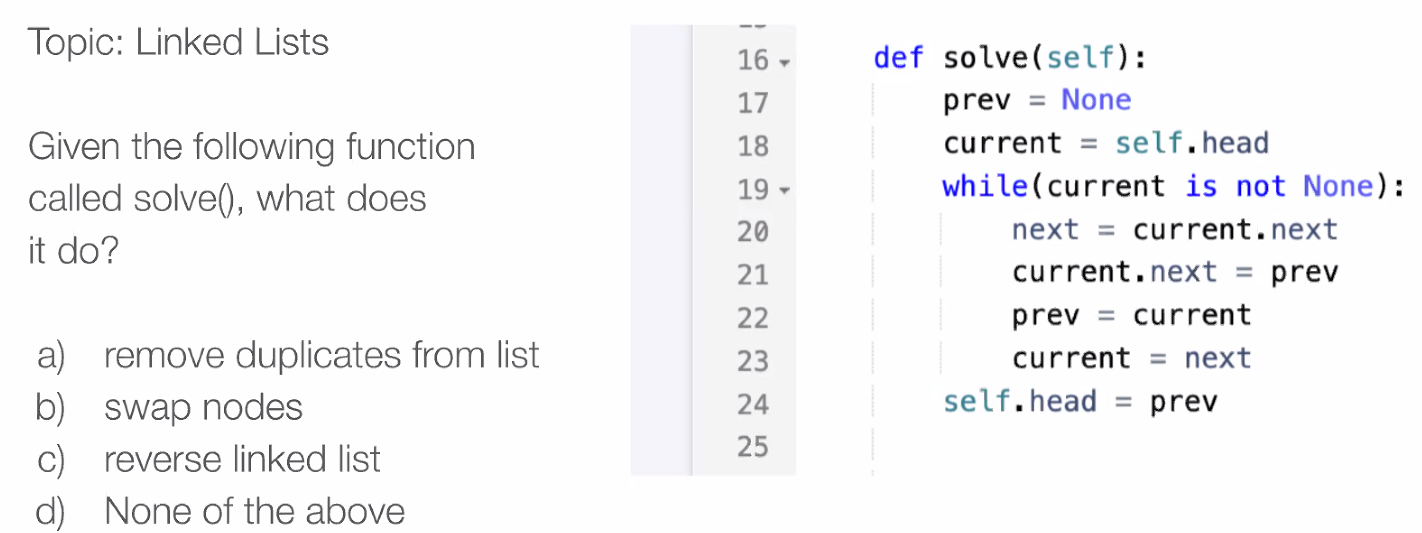 Topic: Linked Lists
Given the following function
called solve(), what does
it do?
a) remove duplicates from list
b) swap nodes
c) reverse linked list
d) None of the above
16 def solve(self):
17 prev = None
18 current = self.head
19 while(current is not None):
20 next = current.next
21 current.next = prev
22 prev = current
23 current = next
24 self.head = prev
25